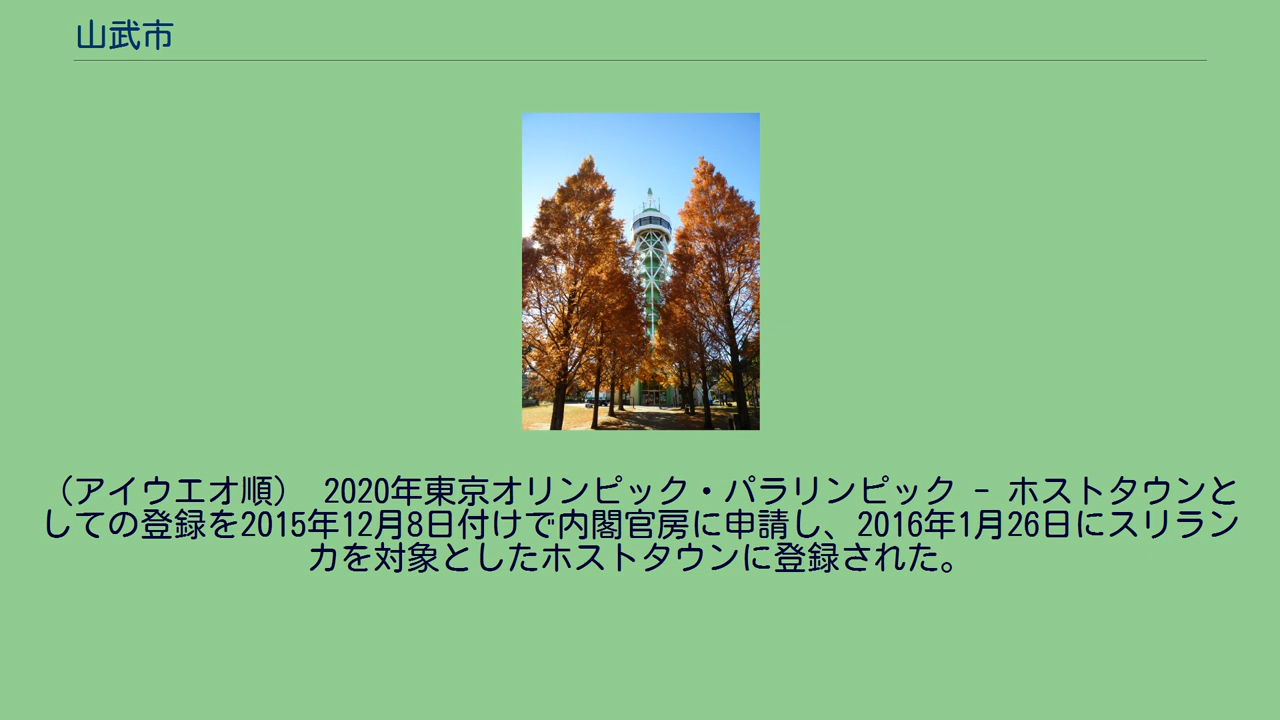 山武市
（アイウエオ順） 2020年東京オリンピック・パラリンピック - ホストタウンと
しての登録を2015年12月8日付けで内閣官房に申請し、2016年1月26日にスリラン
カを対象としたホストタウンに登録された。